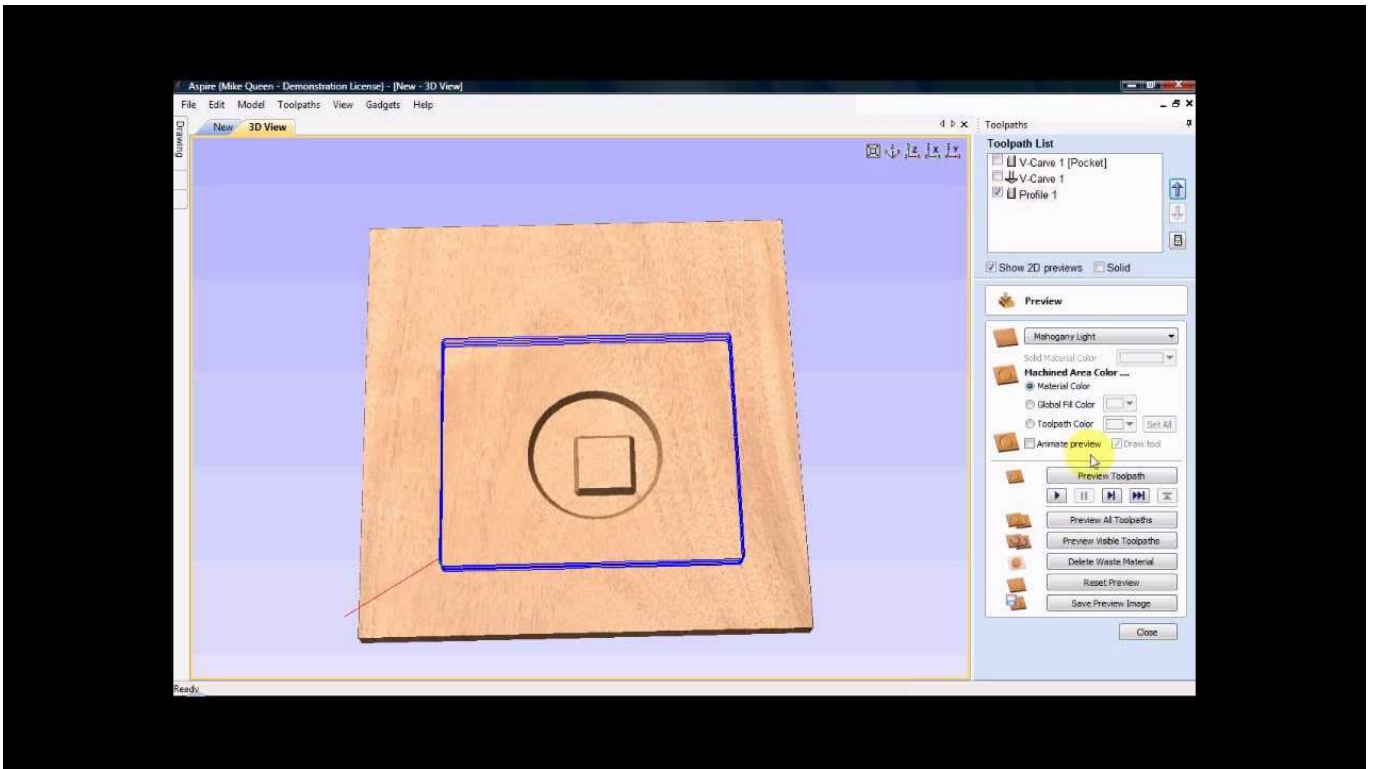 Aspire (Mike Queen - Demonstration License) - [New - 3D View]
File Edit Model Toolpaths View Gadgets Help
Drawing
New 3D View
Z X Y
Toolpaths
Toolpath List
V-Carve 1 [Pocket]
V-Carve 1
Profile 1
Show 2D previews Solid
Preview
Mahogany Light
Solid Material Color
Machined Area Color ....
Material Color
Global Fill Color
Toolpath Color Set All
Animate preview Draw tool
Preview Toolpath
Preview All Toolpaths
Preview Visible Toolpaths
Delete Waste Material
Reset Preview
Save Preview Image
Close
Ready